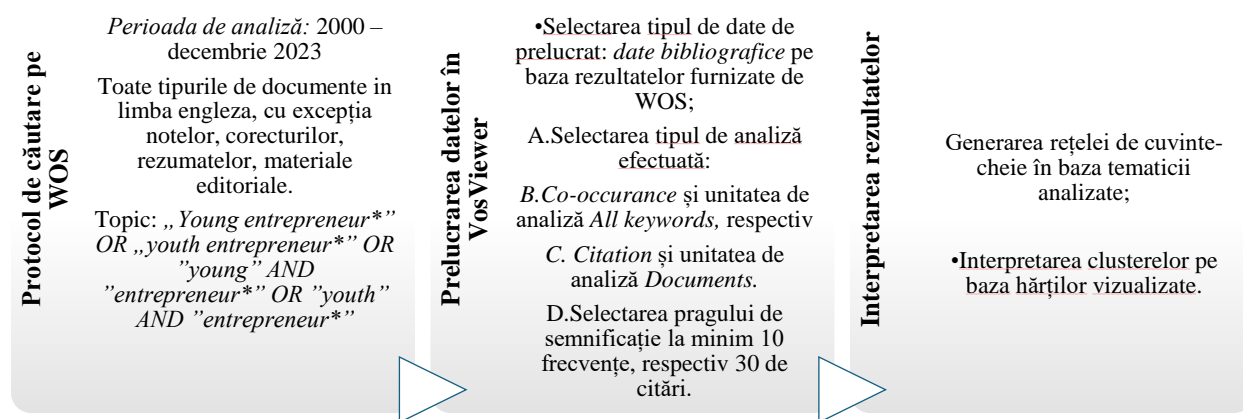 Protocol de căutare pe
WOS
Perioada de analiză: 2000 –
decembrie 2023
Toate tipurile de documente in
limba engleza, cu excepția
notelor, corecturilor,
rezumatelor, materiale
editoriale.
Topic: „Young entrepreneur*”
OR „youth entrepreneur*” OR
”young” AND
”entrepreneur*” OR ”youth”
AND ”entrepreneur*”
Prelucrarea datelor în
VosViewer
•Selectarea tipul de date de
prelucrat: date bibliografice pe
baza rezultatelor furnizate de
WOS;
A.Selectarea tipul de analiză
efectuată:
B.Co-occurance și unitatea de
analiză All keywords, respectiv
C. Citation și unitatea de
analiză Documents.
D.Selectarea pragului de
semnificație la minim 10
frecvențe, respectiv 30 de
citări.
Interpretarea rezultatelor
Generarea rețelei de cuvinte-
cheie în baza tematicii
analizate;
•Interpretarea clusterelor pe
baza hărților vizualizate.